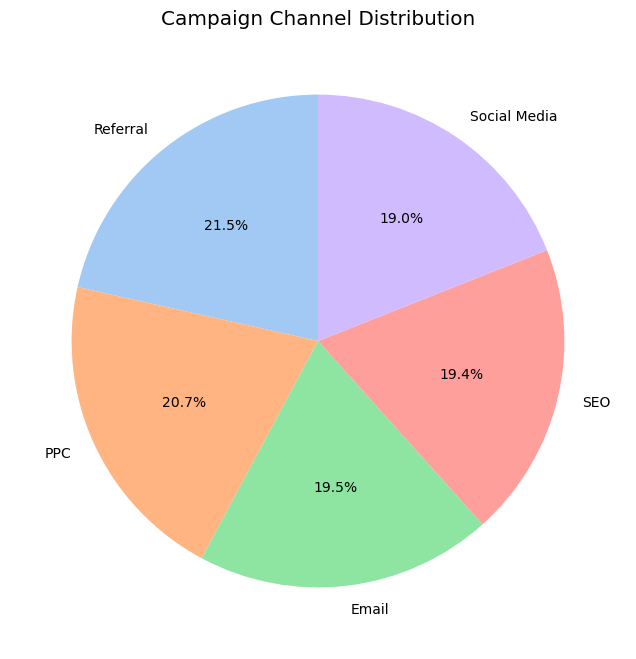 Campaign Channel Distribution
Social Media
Referral
19.0%
21.5%
19.4%
SEO
20.7%
PPC
19.5%
Email